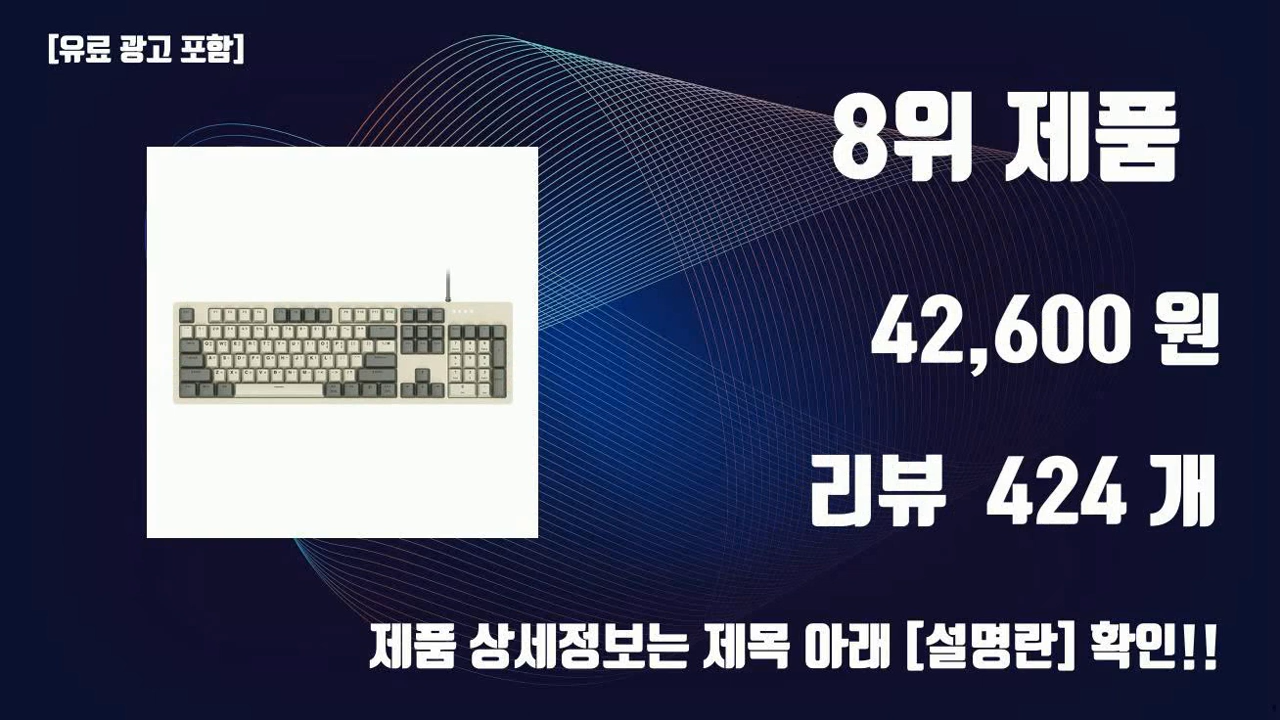 [유료 광고 포함]
8위 제품
42,600 원
리뷰 424 개
제품 상세정보는 제목 아래 [설명란] 확인!!